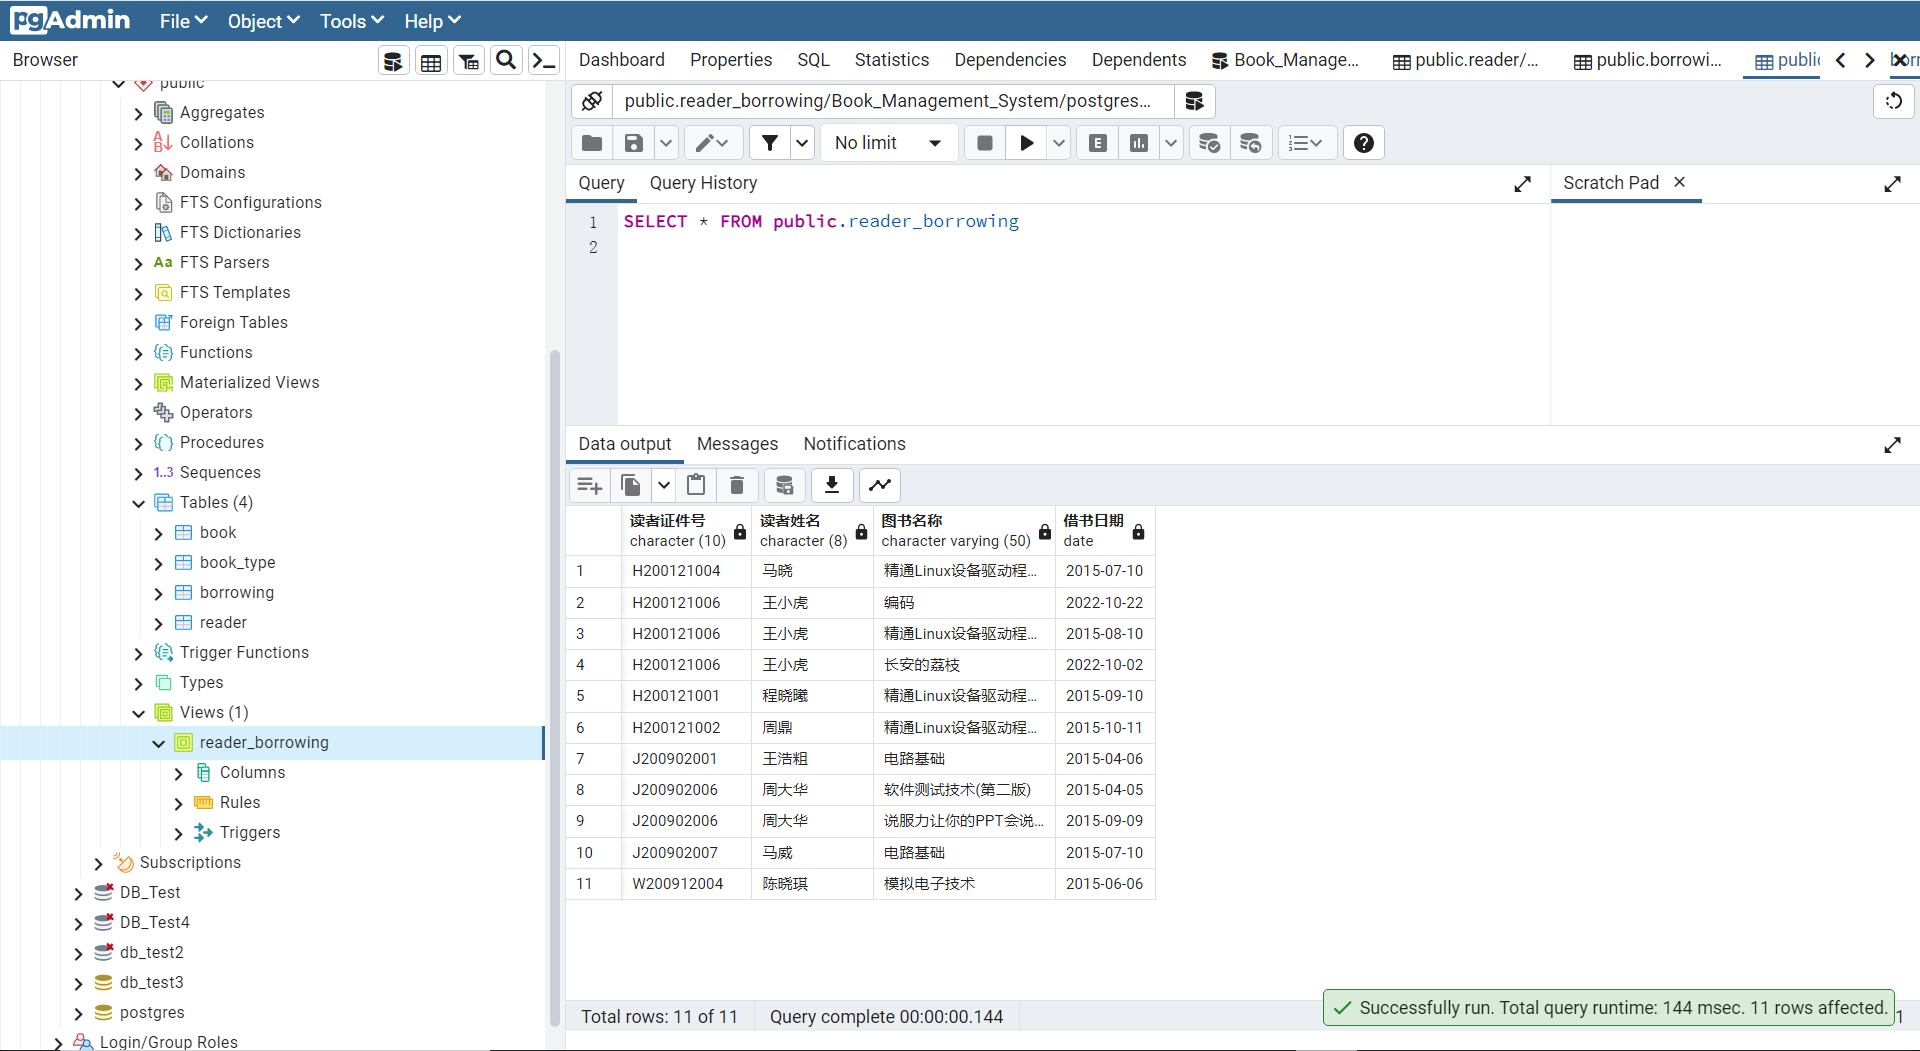 pgAdmin File Object Tools Help
Browser
Dashboard Properties SQL Statistics Dependencies Dependents Book_Manage... public.reader/... public.borrowi... public
public
Aggregates
Collations
Domains
FTS Configurations
FTS Dictionaries
Aa FTS Parsers
FTS Templates
Foreign Tables
Functions
Materialized Views
Operators
Procedures
1..3 Sequences
Tables (4)
book
book_type
borrowing
reader
Trigger Functions
Types
Views (1)
reader_borrowing
Columns
Rules
Triggers
Subscriptions
DB_Test
DB_Test4
db_test2
db_test3
postgres
Login/Group Roles
public.reader_borrowing/Book_Management_System/postgres...
No limit E
Query Query History
Scratch Pad
1 SELECT * FROM public.reader_borrowing
2
Data output Messages Notifications
读者证件号 读者姓名 图书名称 借书日期
character (10) character (8) character varying (50) date
1 H200121004 马晓 精通Linux设备驱动程... 2015-07-10
2 H200121006 王小虎 编码 2022-10-22
3 H200121006 王小虎 精通Linux设备驱动程... 2015-08-10
4 H200121006 王小虎 长安的荔枝 2022-10-02
5 H200121001 程晓曦 精通Linux设备驱动程... 2015-09-10
6 H200121002 周鼎 精通Linux设备驱动程... 2015-10-11
7 J200902001 王浩粗 电路基础 2015-04-06
8 J200902006 周大华 软件测试技术(第二版) 2015-04-05
9 J200902006 周大华 说服力让你的PPT会说... 2015-09-09
10 J200902007 马威 电路基础 2015-07-10
11 W200912004 陈晓琪 模拟电子技术 2015-06-06
Total rows: 11 of 11 Query complete 00:00:00.144
Successfully run. Total query runtime: 144 msec. 11 rows affected.
1